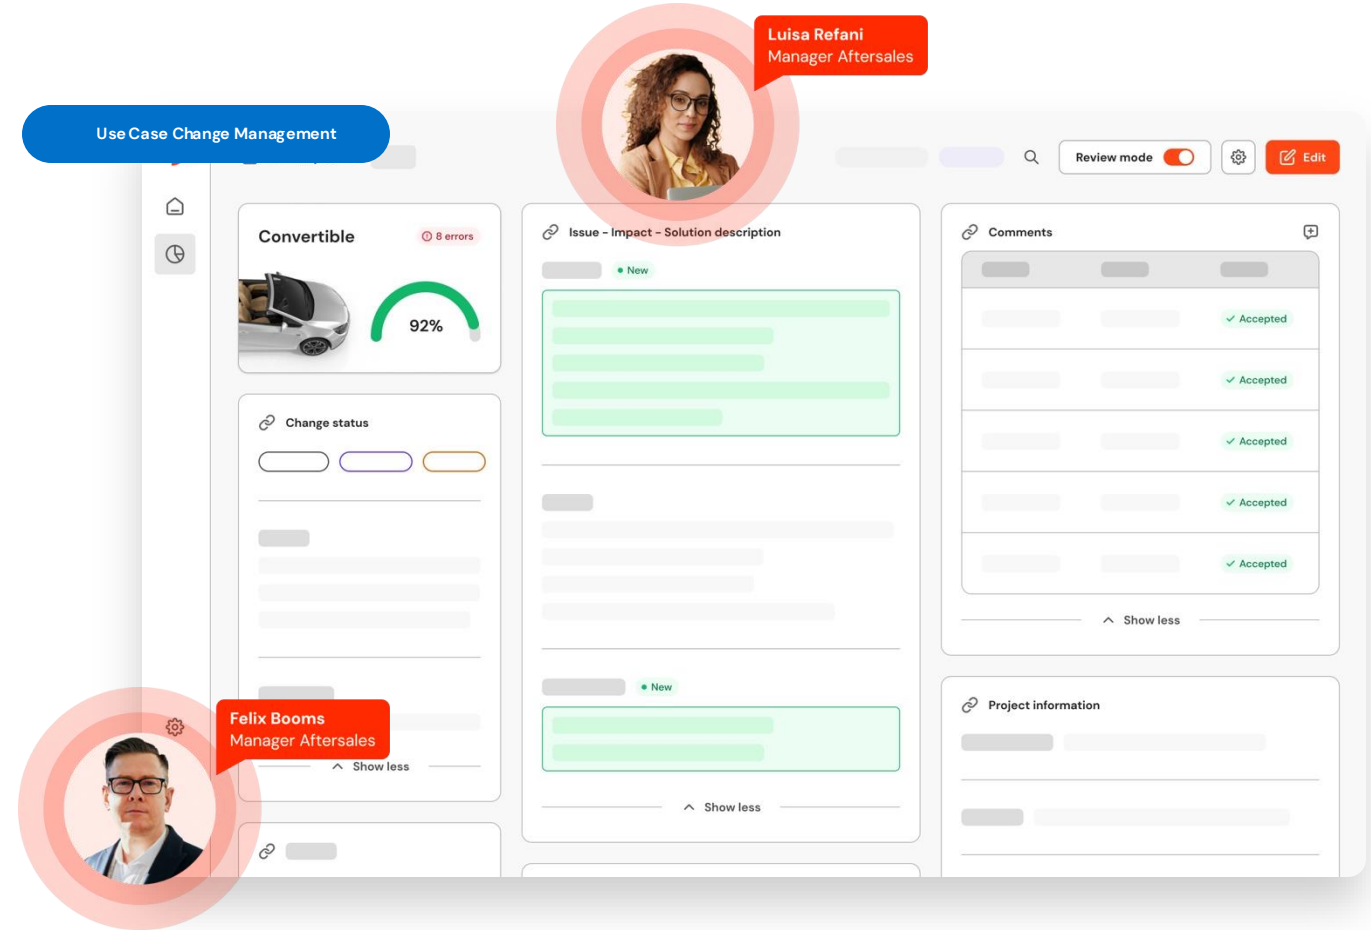 Luisa Refani
Manager Aftersales
Use Case Change Management
Review mode
Edit
Convertible
8 errors
92%
Issue - Impact - Solution description
New
Comments
Accepted
Accepted
Accepted
Accepted
Accepted
Show less
Change status
New
Show less
Project information
Felix Booms
Manager Aftersales
Show less